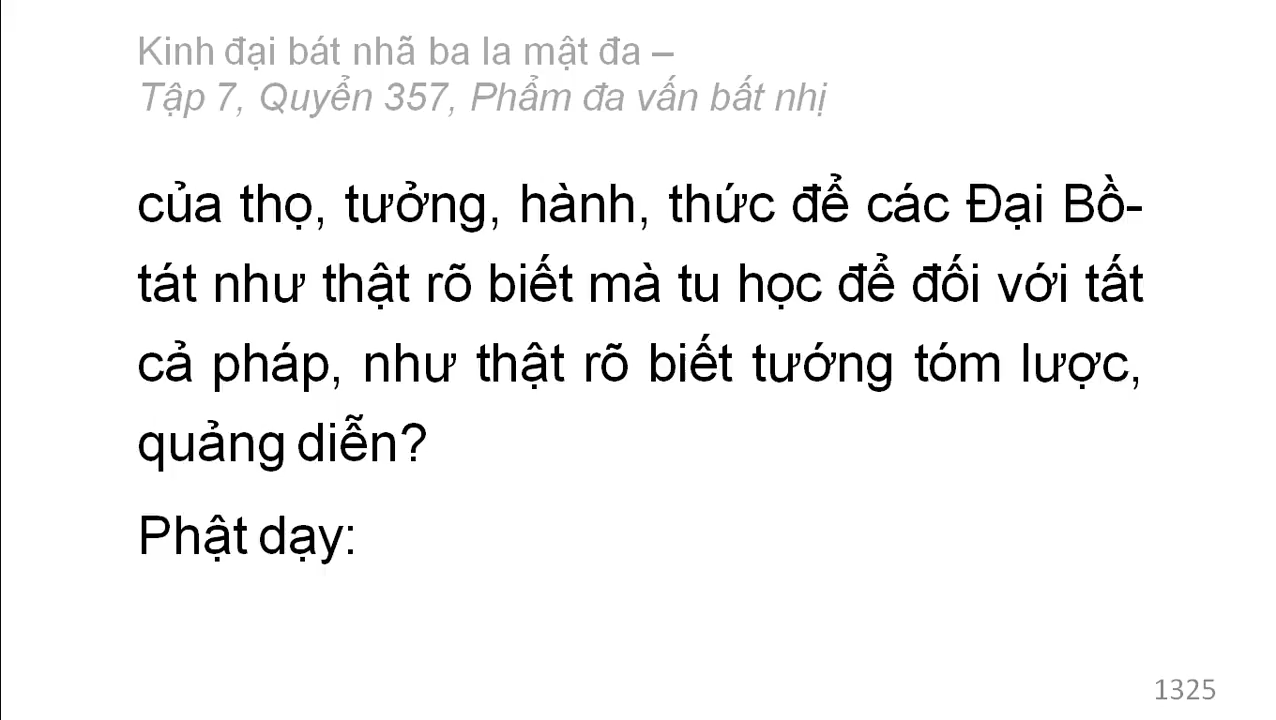 Kinh đại bát nhã ba la mật đa –
Tập 7, Quyển 357, Phẩm đa vấn bất nhị
của thọ, tưởng, hành, thức để các Đại Bồ-
tát như thật rõ biết mà tu học để đối với tất
cả pháp, như thật rõ biết tướng tóm lược,
quảng diễn?
Phật dạy:
1325